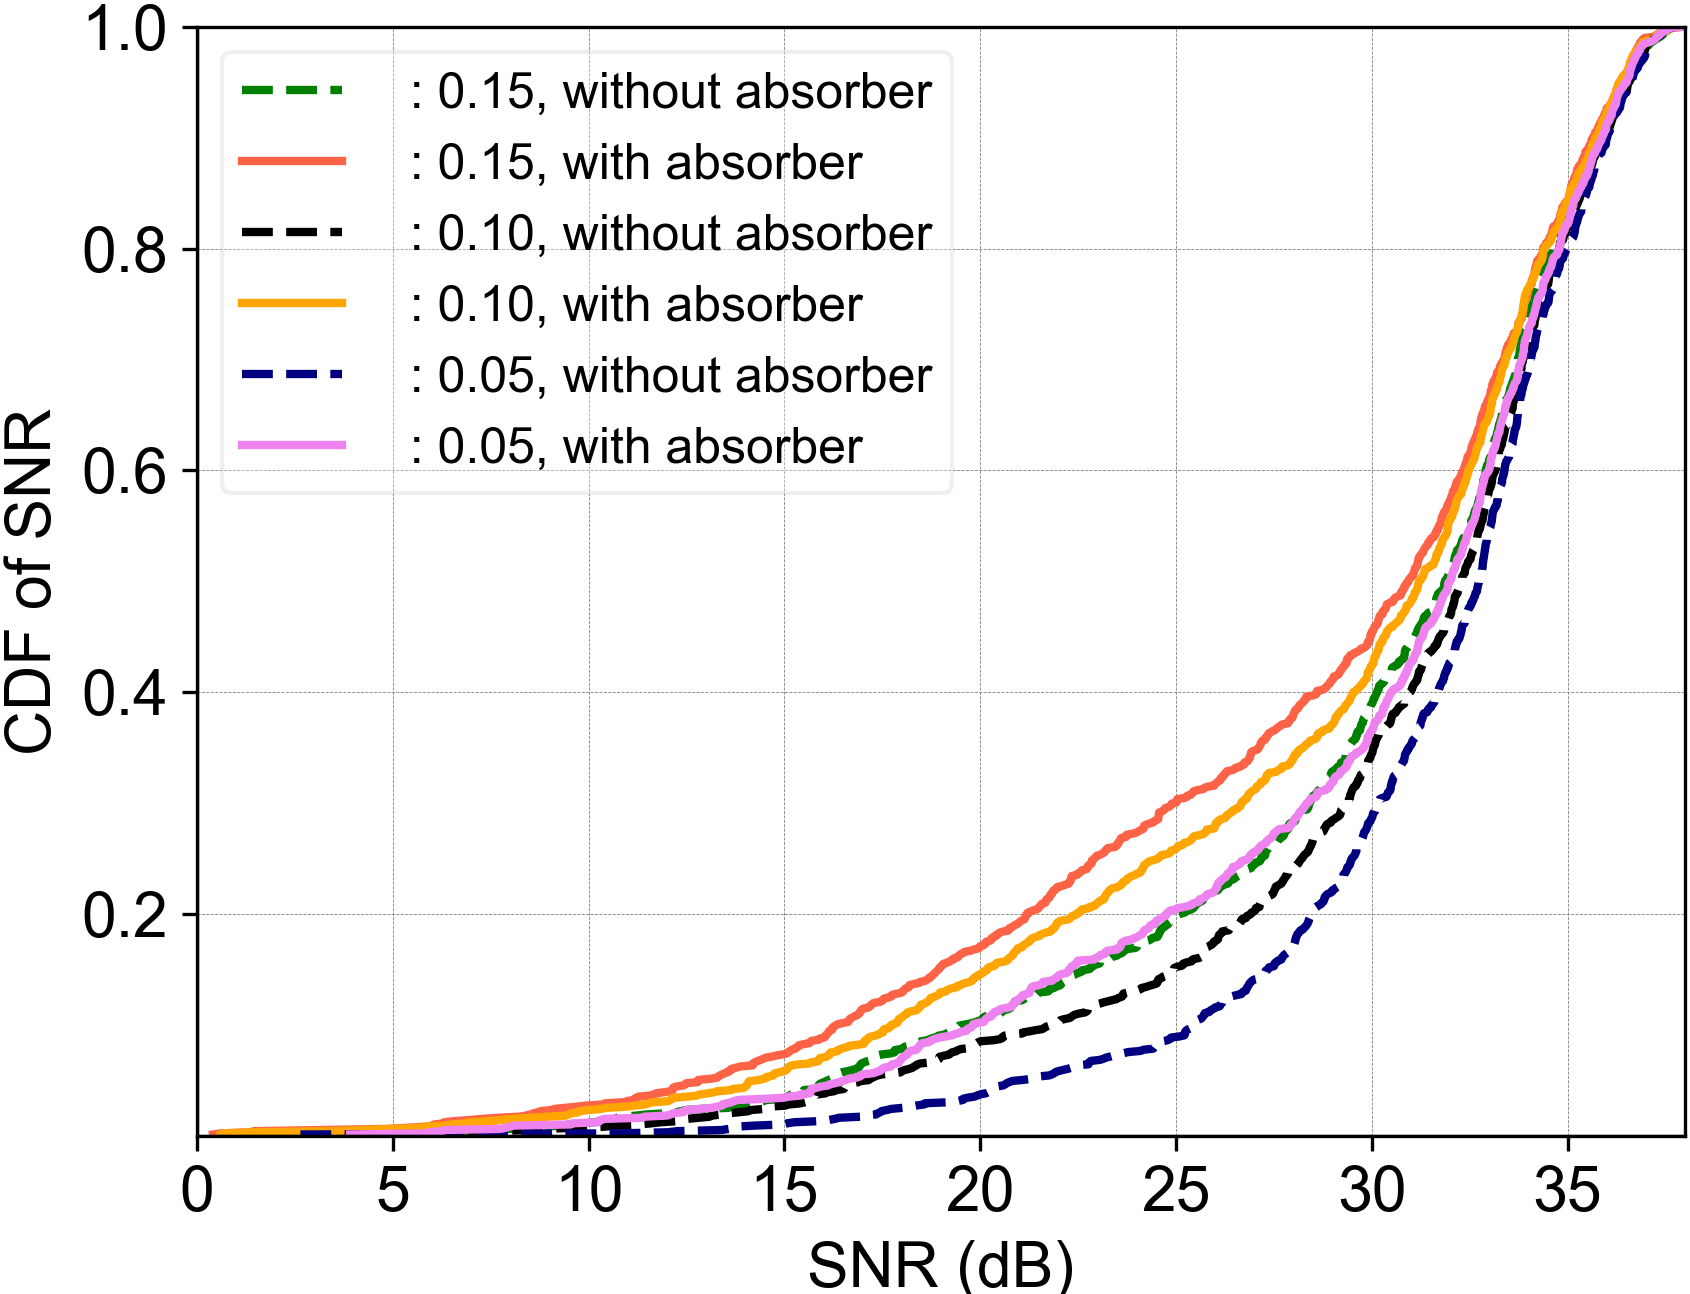 1.0
0.8
0.6
0.4
0.2
CDF of SNR
: 0.15, without absorber
: 0.15, with absorber
: 0.10, without absorber
: 0.10, with absorber
: 0.05, without absorber
: 0.05, with absorber
0 5 10 15 20 25 30 35
SNR (dB)